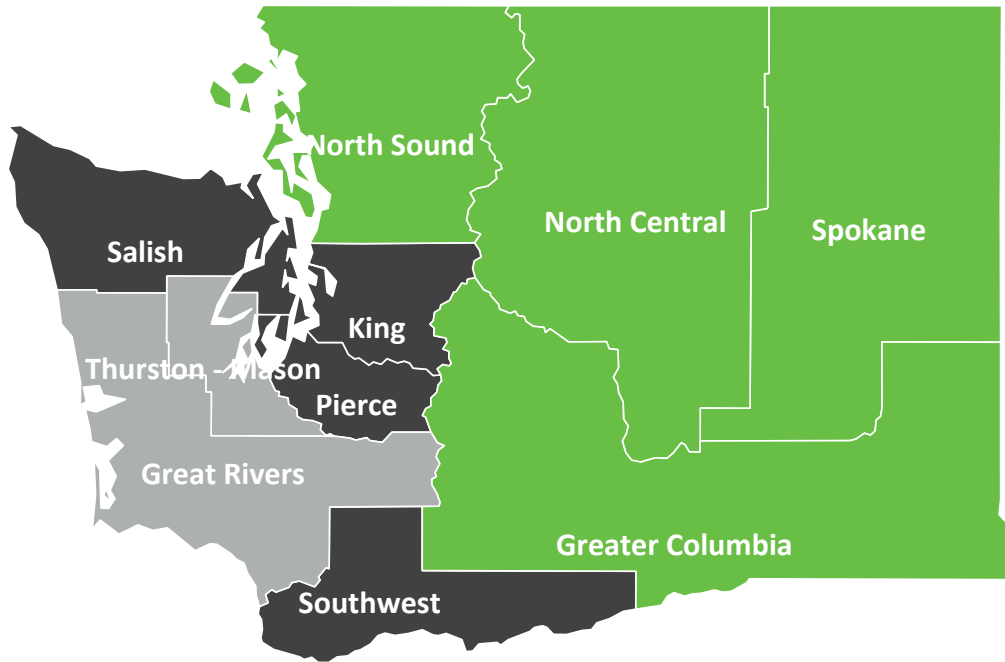 North Sound
North Central
Spokane
Salish
King
Thurston - Mason
Pierce
Great Rivers
Greater Columbia
Southwest